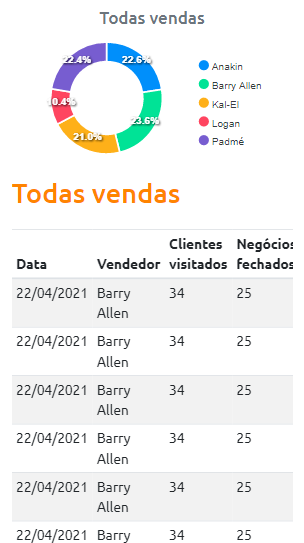 Todas vendas
22.4%
22.6%
10.4%
23.6%
21.0%
Anakin
Barry Allen
Kal-El
Logan
Padmé
Todas vendas
Data Vendedor Clientes visitados Negócios fechados
22/04/2021 Barry Allen 34 25
22/04/2021 Barry Allen 34 25
22/04/2021 Barry Allen 34 25
22/04/2021 Barry Allen 34 25
22/04/2021 Barry Allen 34 25
22/04/2021 Barry 34 25